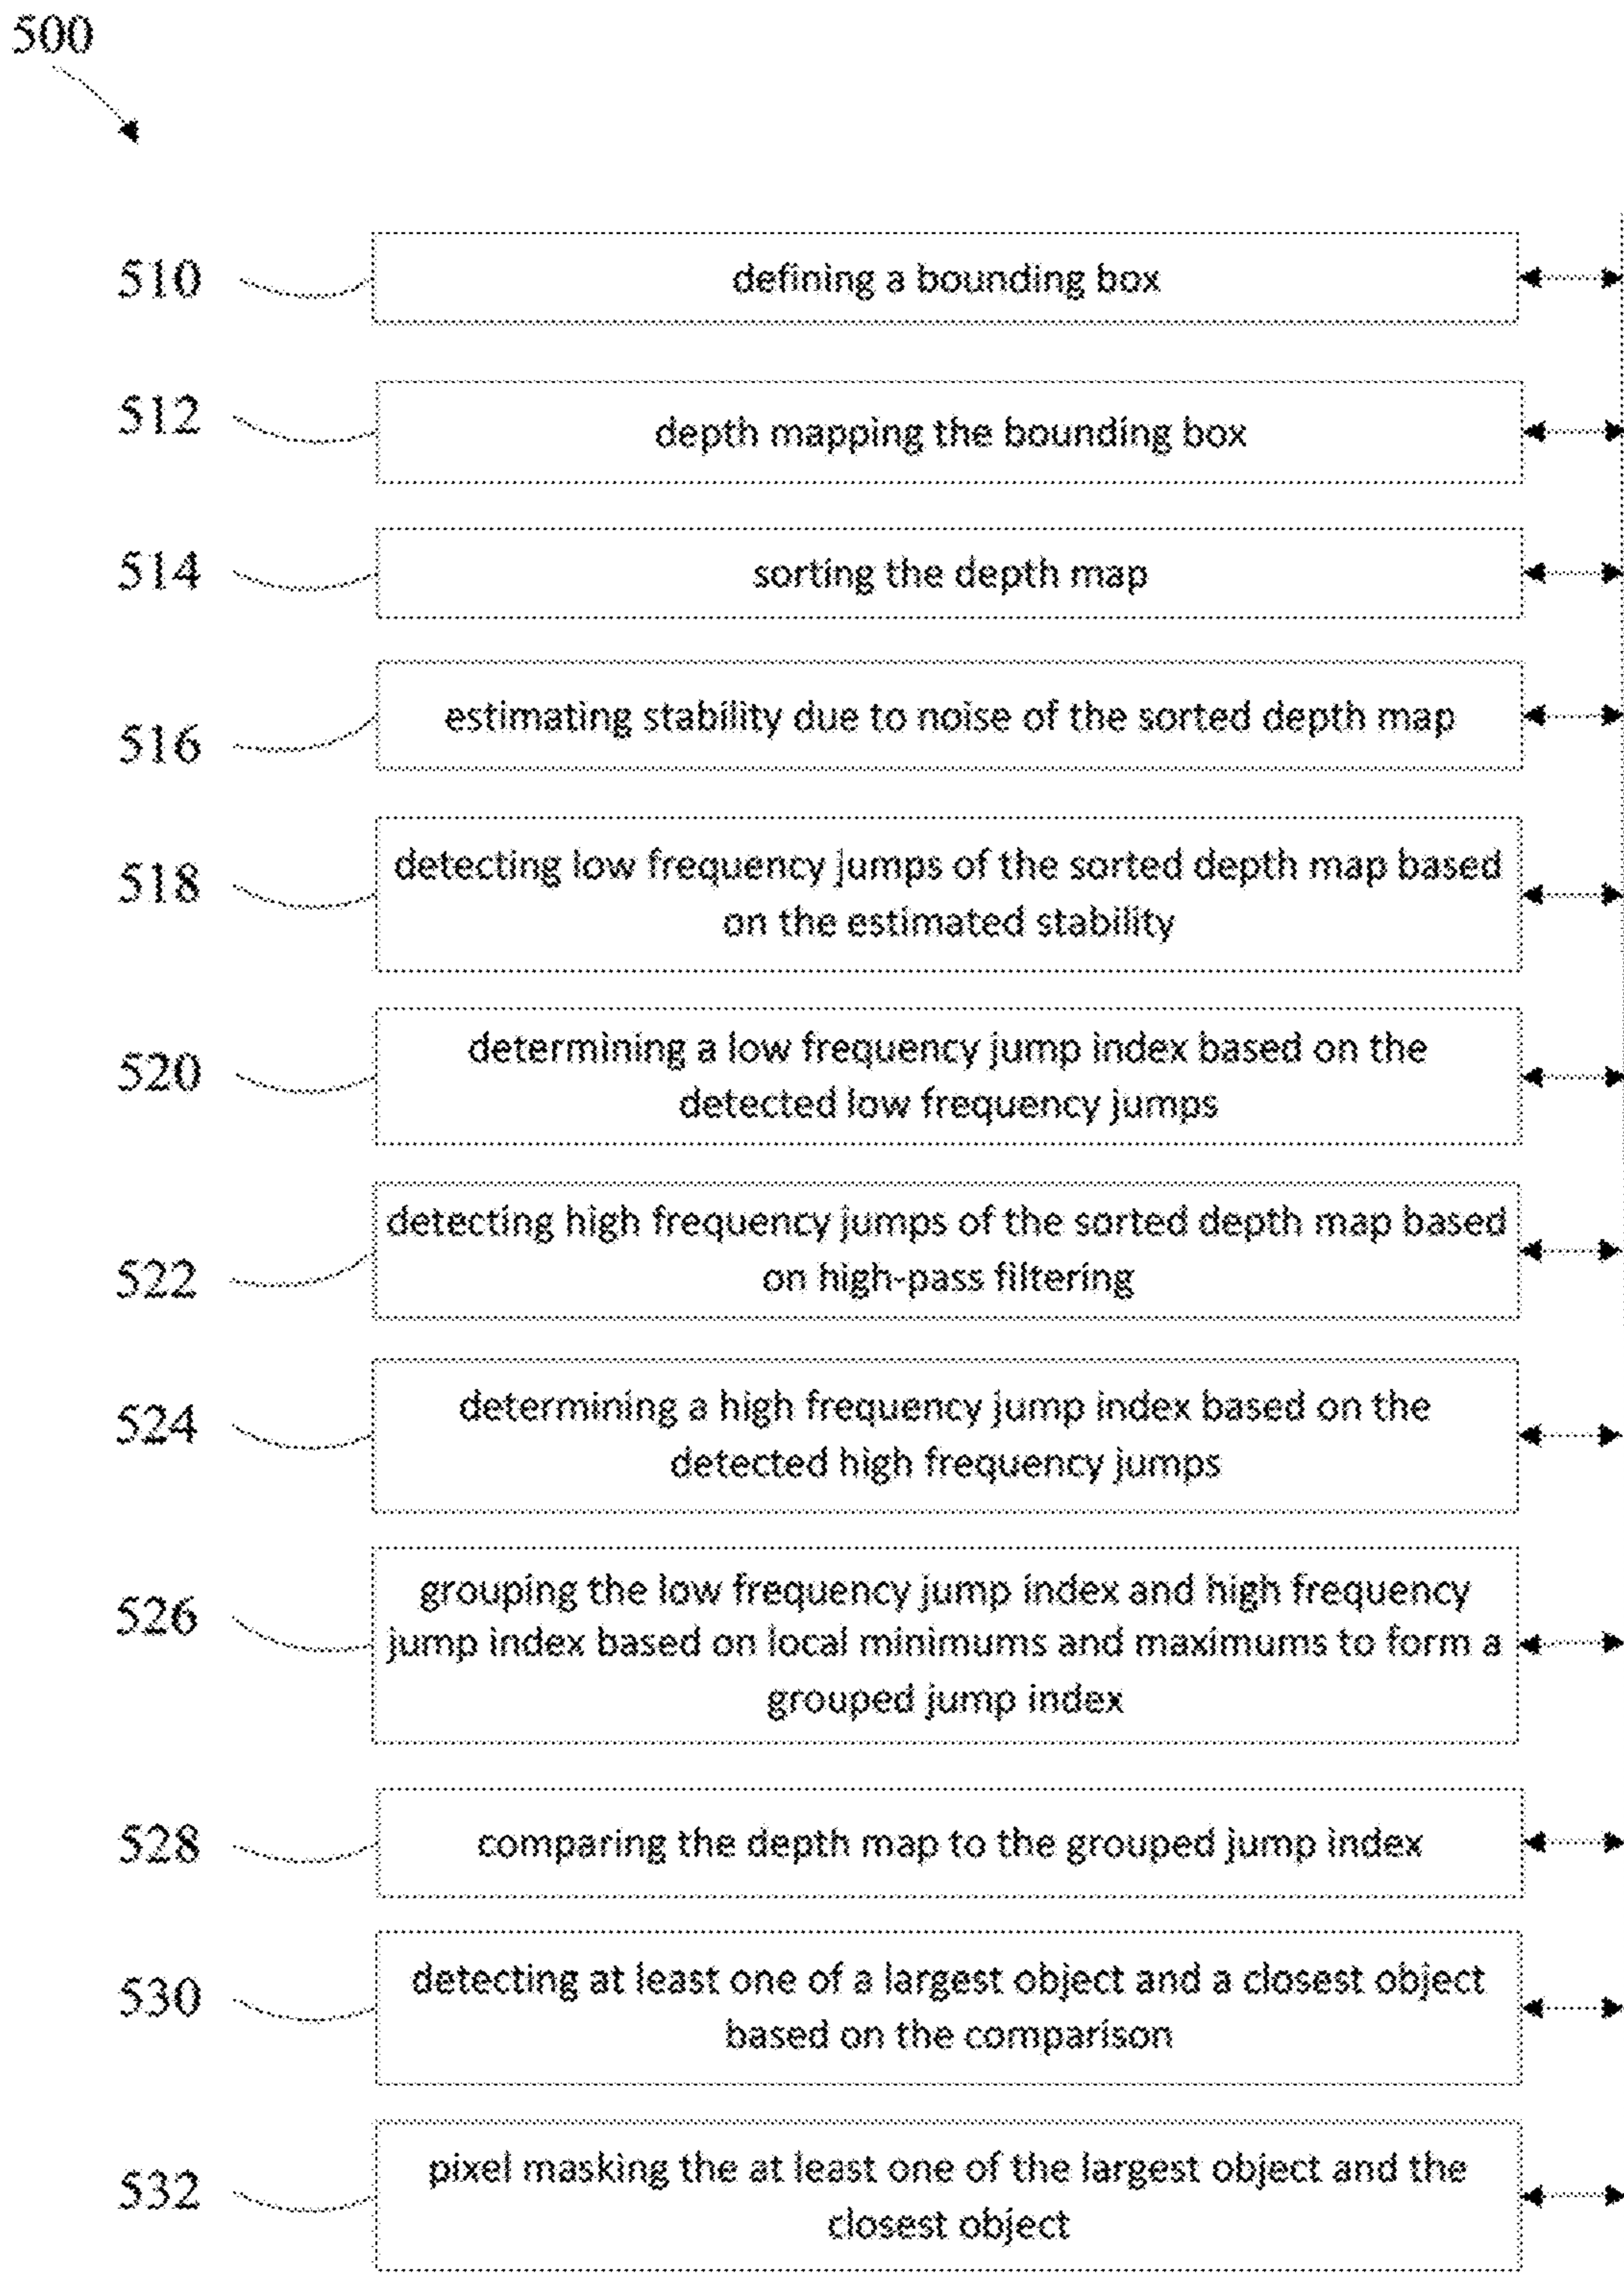 500
510
defining a bounding box
512
depth mapping the bounding box
514
sorting the depth map
516
estimating stability due to noise of the sorted depth map
518
detecting low frequency jumps of the sorted depth map based
on the estimated stability
520
determining a low frequency jump index based on the
detected low frequency jumps
522
detecting high frequency jumps of the sorted depth map based
on high-pass filtering
524
determining a high frequency jump index based on the
detected high frequency jumps
526
grouping the low frequency jump index and high frequency
jump index based on local minimums and maximums to form a
grouped jump index
528
comparing the depth map to the grouped jump index
530
detecting at least one of a largest object and a closest object
based on the comparison
532
pixel masking the at least one of the largest object and the
closest object